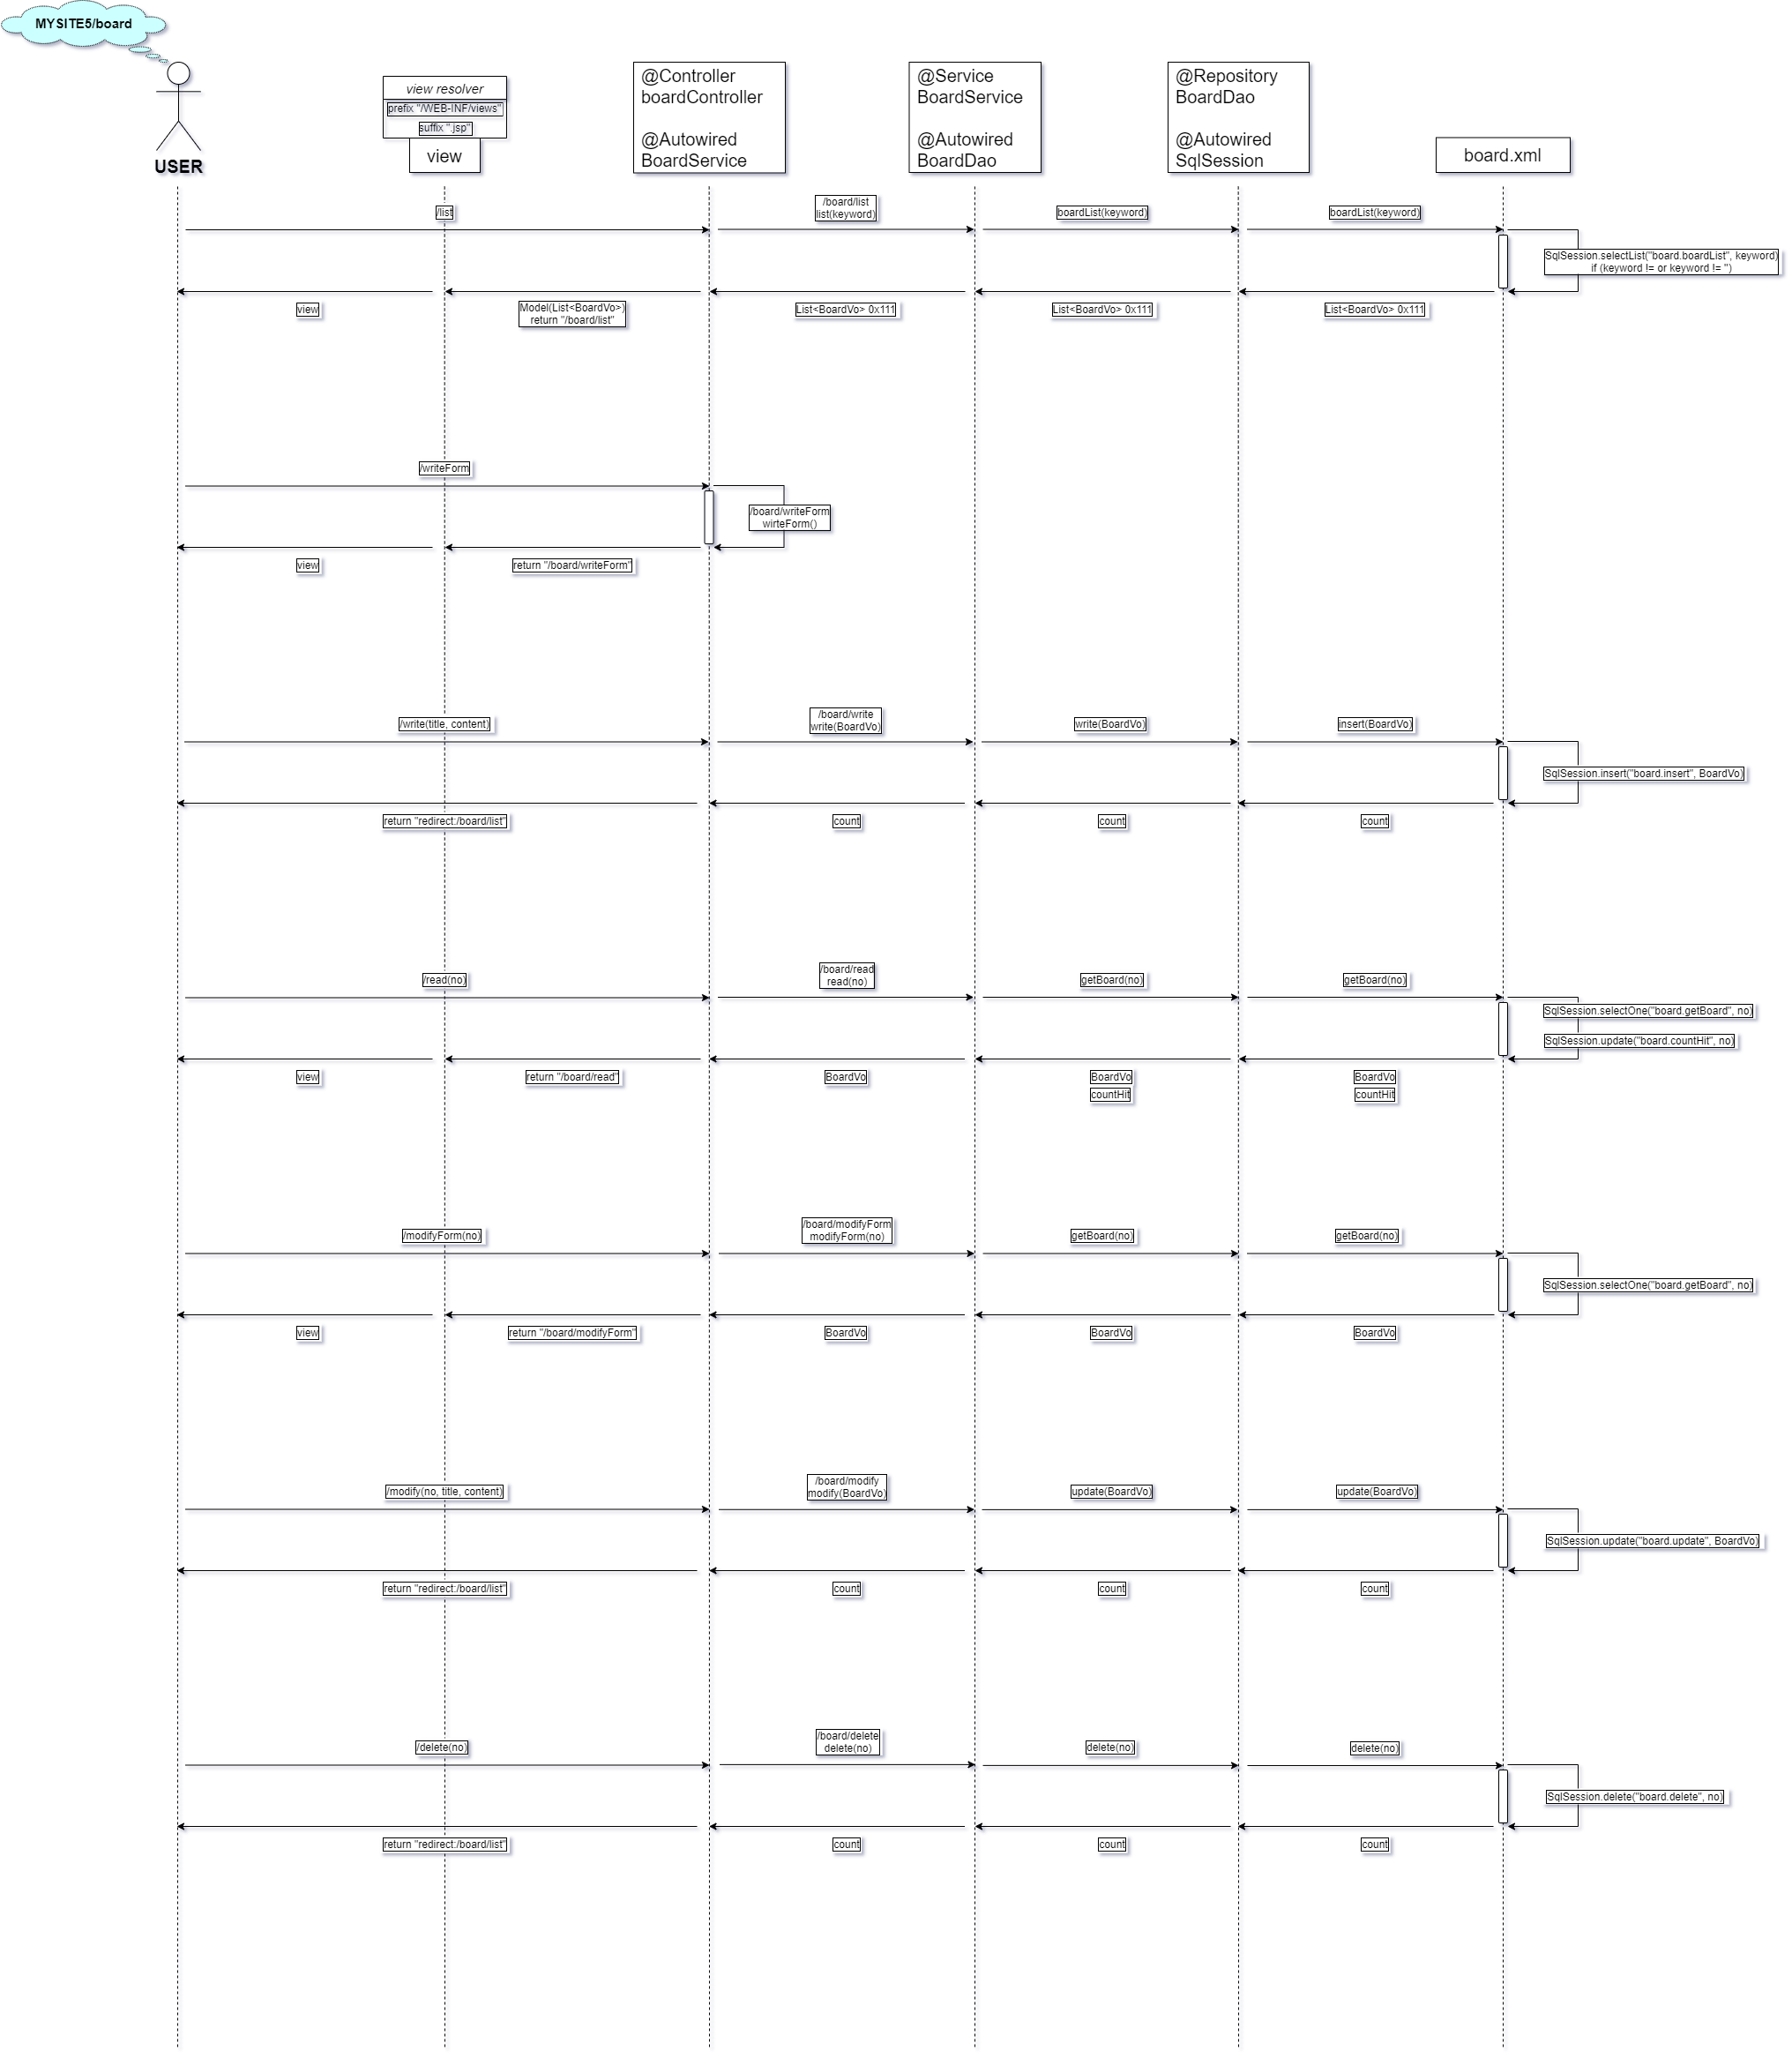 MYSITE5/board
USER
view resolver
prefix "/WEB-INF/views"
suffix ".jsp"
view
@Controller
boardController
@Autowired
BoardService
@Service
BoardService
@Autowired
BoardDao
@Repository
BoardDao
@Autowired
SqlSession
board.xml
/list
/board/list
list(keyword)
boardList(keyword)
boardList(keyword)
SqlSession.selectList("board.boardList", keyword)
if (keyword != or keyword != '')
view
Model(List<BoardVo>)
return "/board/list"
List<BoardVo> 0x111
List<BoardVo> 0x111
List<BoardVo> 0x111
/writeForm
/board/writeForm
wirteForm()
view
return "/board/writeForm"
/write(title, content)
/board/write
write(BoardVo)
write(BoardVo)
insert(BoardVo)
SqlSession.insert("board.insert", BoardVo)
return "redirect:/board/list"
count
count
count
/read(no)
/board/read
read(no)
getBoard(no)
getBoard(no)
SqlSession.selectOne("board.getBoard", no)
SqlSession.update("board.countHit", no)
view
return "/board/read"
BoardVo
BoardVo
countHit
BoardVo
countHit
/modifyForm(no)
/board/modifyForm
modifyForm(no)
getBoard(no)
getBoard(no)
SqlSession.selectOne("board.getBoard", no)
view
return "/board/modifyForm"
BoardVo
BoardVo
BoardVo
/modify(no, title, content)
/board/modify
modify(BoardVo)
update(BoardVo)
update(BoardVo)
SqlSession.update("board.update", BoardVo)
return "redirect:/board/list"
count
count
count
/delete(no)
/board/delete
delete(no)
delete(no)
delete(no)
SqlSession.delete("board.delete", no)
return "redirect:/board/list"
count
count
count